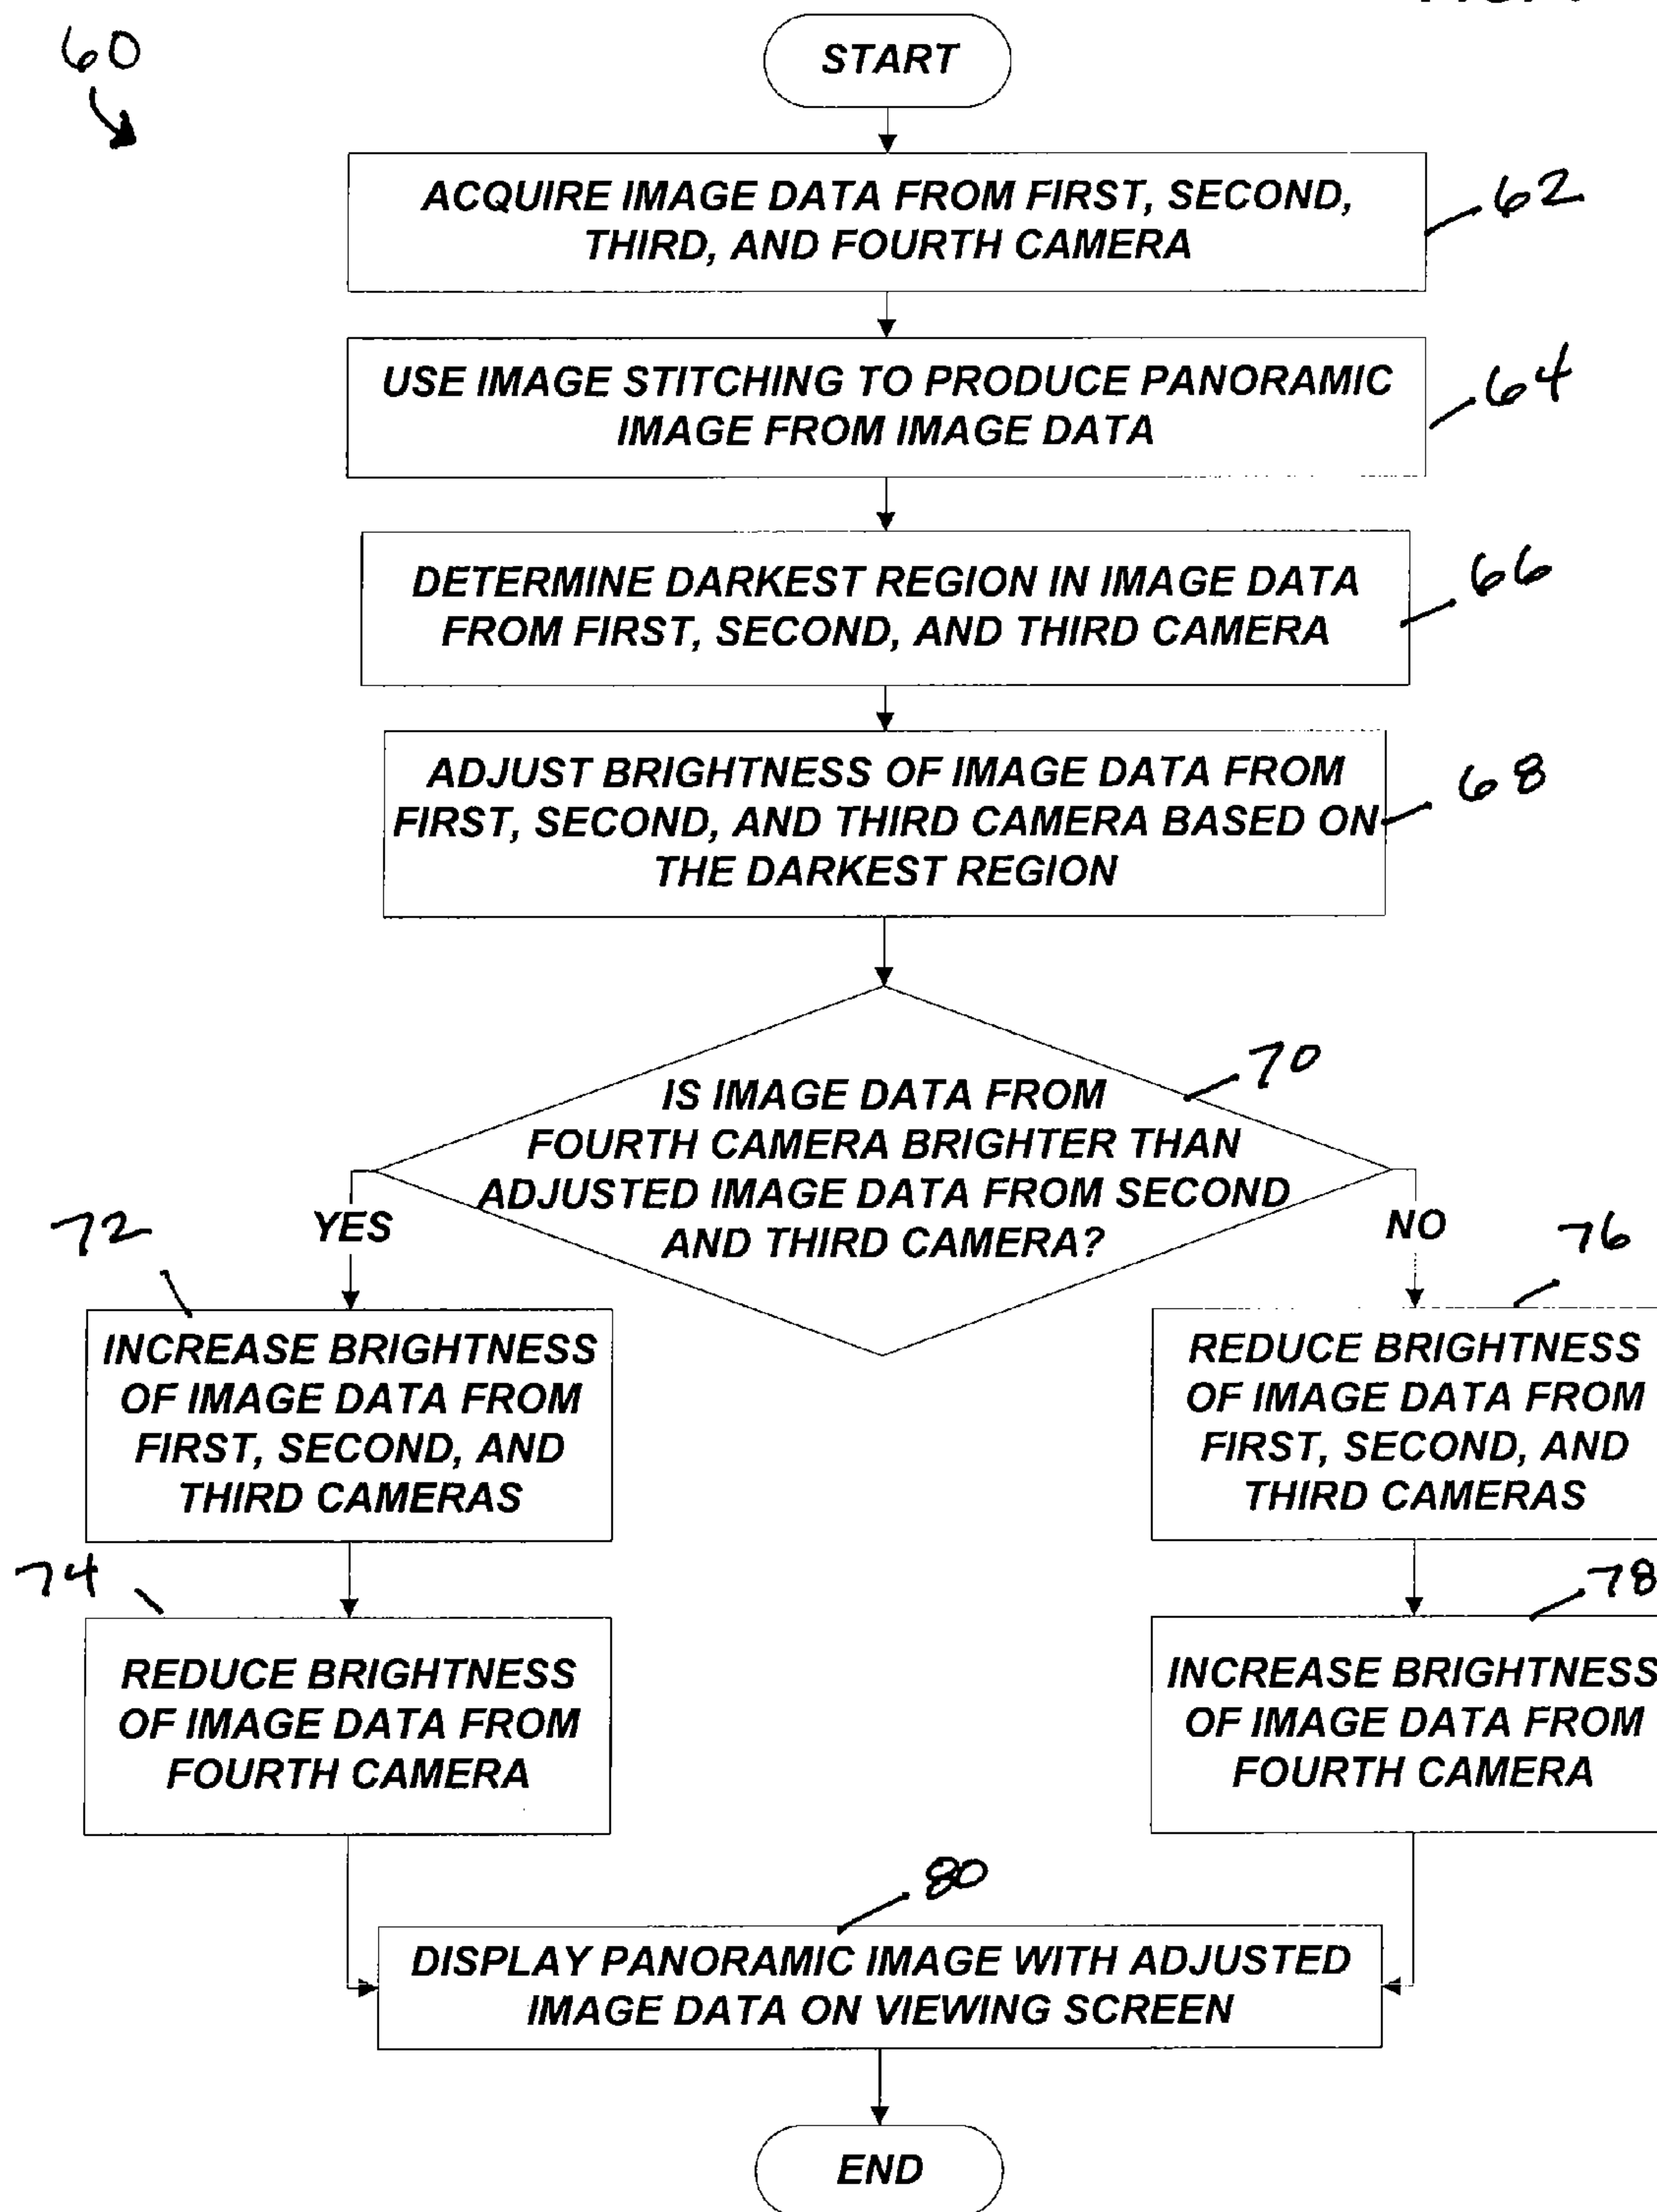 60
START
ACQUIRE IMAGE DATA FROM FIRST, SECOND,
THIRD, AND FOURTH CAMERA
62
USE IMAGE STITCHING TO PRODUCE PANORAMIC
IMAGE FROM IMAGE DATA
64
DETERMINE DARKEST REGION IN IMAGE DATA
FROM FIRST, SECOND, AND THIRD CAMERA
66
ADJUST BRIGHTNESS OF IMAGE DATA FROM
FIRST, SECOND, AND THIRD CAMERA BASED ON
THE DARKEST REGION
68
70
IS IMAGE DATA FROM
FOURTH CAMERA BRIGHTER THAN
ADJUSTED IMAGE DATA FROM SECOND
AND THIRD CAMERA?
YES
NO
72
INCREASE BRIGHTNESS
OF IMAGE DATA FROM
FIRST, SECOND, AND
THIRD CAMERAS
76
REDUCE BRIGHTNESS
OF IMAGE DATA FROM
FIRST, SECOND, AND
THIRD CAMERAS
74
REDUCE BRIGHTNESS
OF IMAGE DATA FROM
FOURTH CAMERA
78
INCREASE BRIGHTNESS
OF IMAGE DATA FROM
FOURTH CAMERA
80
DISPLAY PANORAMIC IMAGE WITH ADJUSTED
IMAGE DATA ON VIEWING SCREEN
END